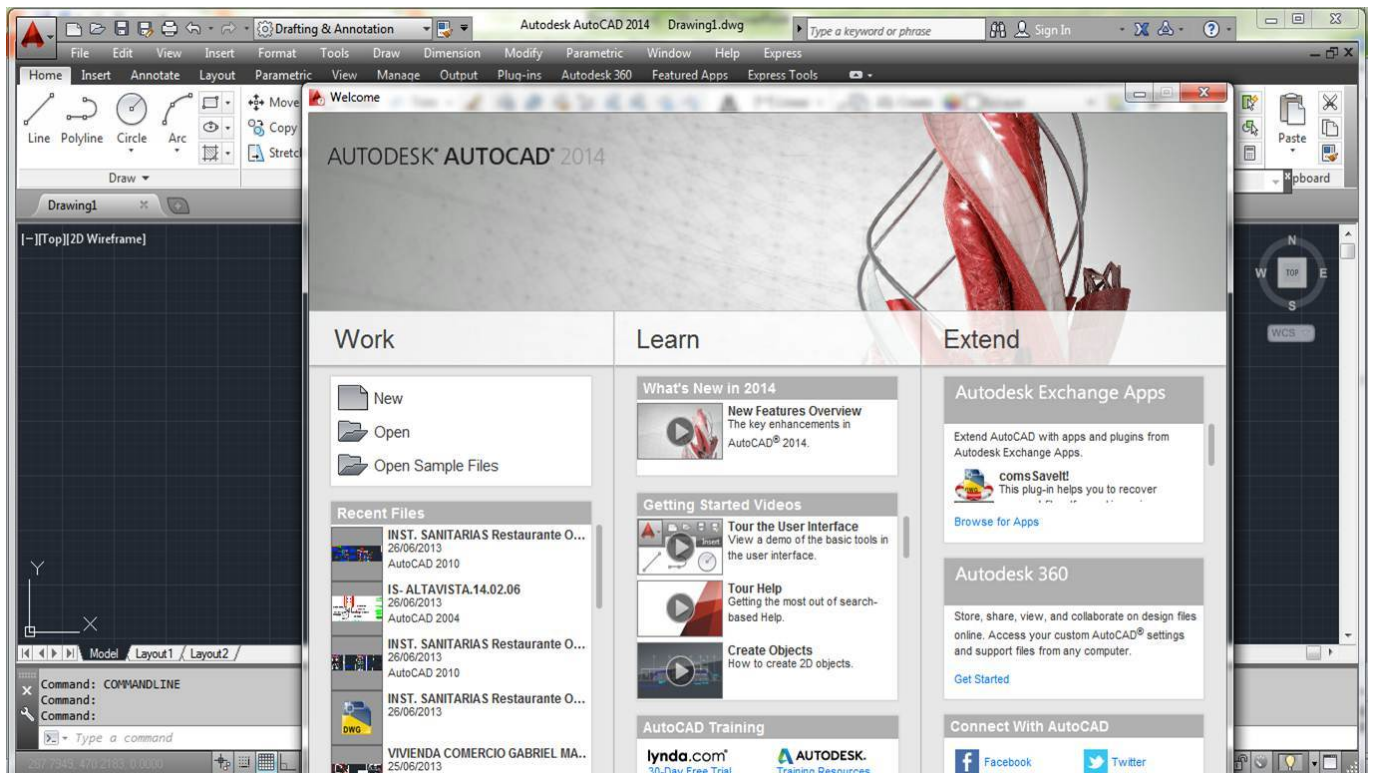 Drafting & Annotation
Autodesk AutoCAD 2014 Drawing1.dwg
Type a keyword or phrase
Sign In
File Edit View Insert Format Tools Draw Dimension Modify Parametric Window Help Express
Home Insert Annotate Layout Parametric View Manage Output Plug-ins Autodesk 360 Featured Apps Express Tools
Line Polyline Circle Arc
Move
Copy
Stretch
Draw
Paste
pboard
Drawing1
Welcome
[-][Top][2D Wireframe]
AUTODESK® AUTOCAD® 2014
N
W TOP E
S
WCS
Work
New
Open
Open Sample Files
Recent Files
INST. SANITARIAS Restaurante O...
26/06/2013
AutoCAD 2010
IS- ALTAVISTA.14.02.06
26/06/2013
AutoCAD 2004
INST. SANITARIAS Restaurante O...
26/06/2013
AutoCAD 2010
INST. SANITARIAS Restaurante O...
26/06/2013
DWG
VIVIENDA COMERCIO GABRIEL MA..
25/06/2013
Learn
What's New in 2014
New Features Overview
The key enhancements in
AutoCAD® 2014.
Getting Started Videos
Insert
Tour the User Interface
View a demo of the basic tools in
the user interface.
Tour Help
Getting the most out of search-
based Help.
Create Objects
How to create 2D objects.
AutoCAD Training
lynda.com®
30-Day Free Trial
AUTODESK.
Training Resources
Extend
Autodesk Exchange Apps
Extend AutoCAD with apps and plugins from
Autodesk Exchange Apps.
comsSaveIt!
This plug-in helps you to recover
Browse for Apps
Autodesk 360
Store, share, view, and collaborate on design files
online. Access your custom AutoCAD® settings
and support files from any computer.
Get Started
Connect With AutoCAD
Facebook Twitter
Y
X
Model Layout1 Layout2
Command: COMMANDLINE
Command:
Command:
Type a command
287.7949, 470.2183, 0.0000